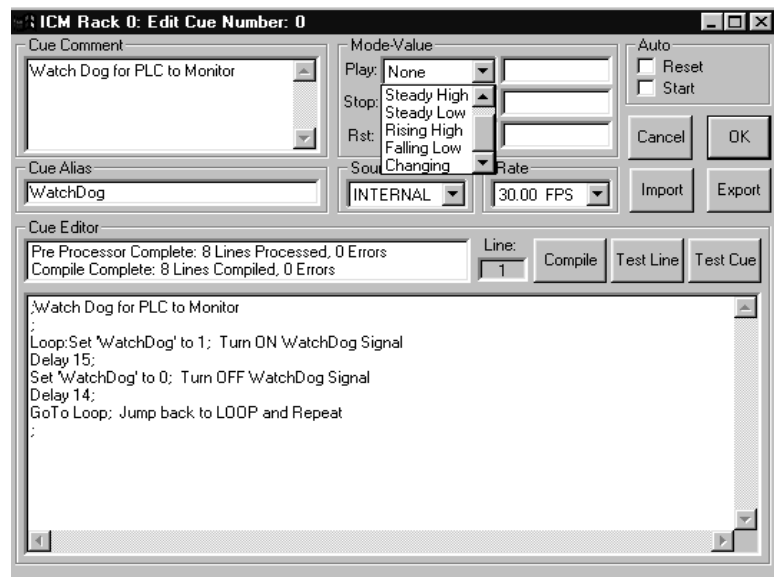 ICM Rack 0: Edit Cue Number: 0
Cue Comment
Watch Dog for PLC to Monitor
Mode-Value
Play: None
Steady High
Stop:
Steady Low
Rising High
Rst:
Falling Low
Changing
Auto
Reset
Start
Cancel
OK
Cue Alias
WatchDog
Sou
INTERNAL
Rate
30.00 FPS
Import
Export
Cue Editor
Pre Processor Complete: 8 Lines Processed, 0 Errors
Compile Complete: 8 Lines Compiled, 0 Errors
Line:
1
Compile
Test Line
Test Cue
;Watch Dog for PLC to Monitor
;
Loop:Set 'WatchDog' to 1;  Turn ON WatchDog Signal
Delay 15;
Set 'WatchDog' to 0;  Turn OFF WatchDog Signal
Delay 14;
GoTo Loop;  Jump back to LOOP and Repeat
;